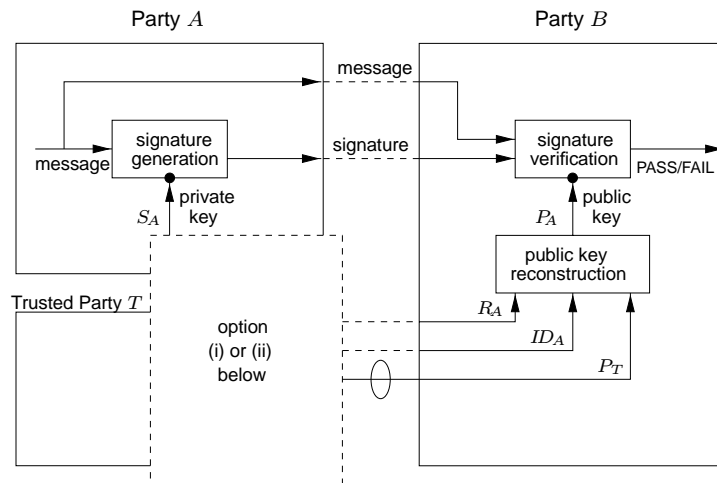 Party A
Party B
message
signature
generation
message
signature
signature
verification
PASS/FAIL
private
key
S_A
public
key
P_A
public key
reconstruction
Trusted Party T
option
(i) or (ii)
below
R_A
ID_A
P_T